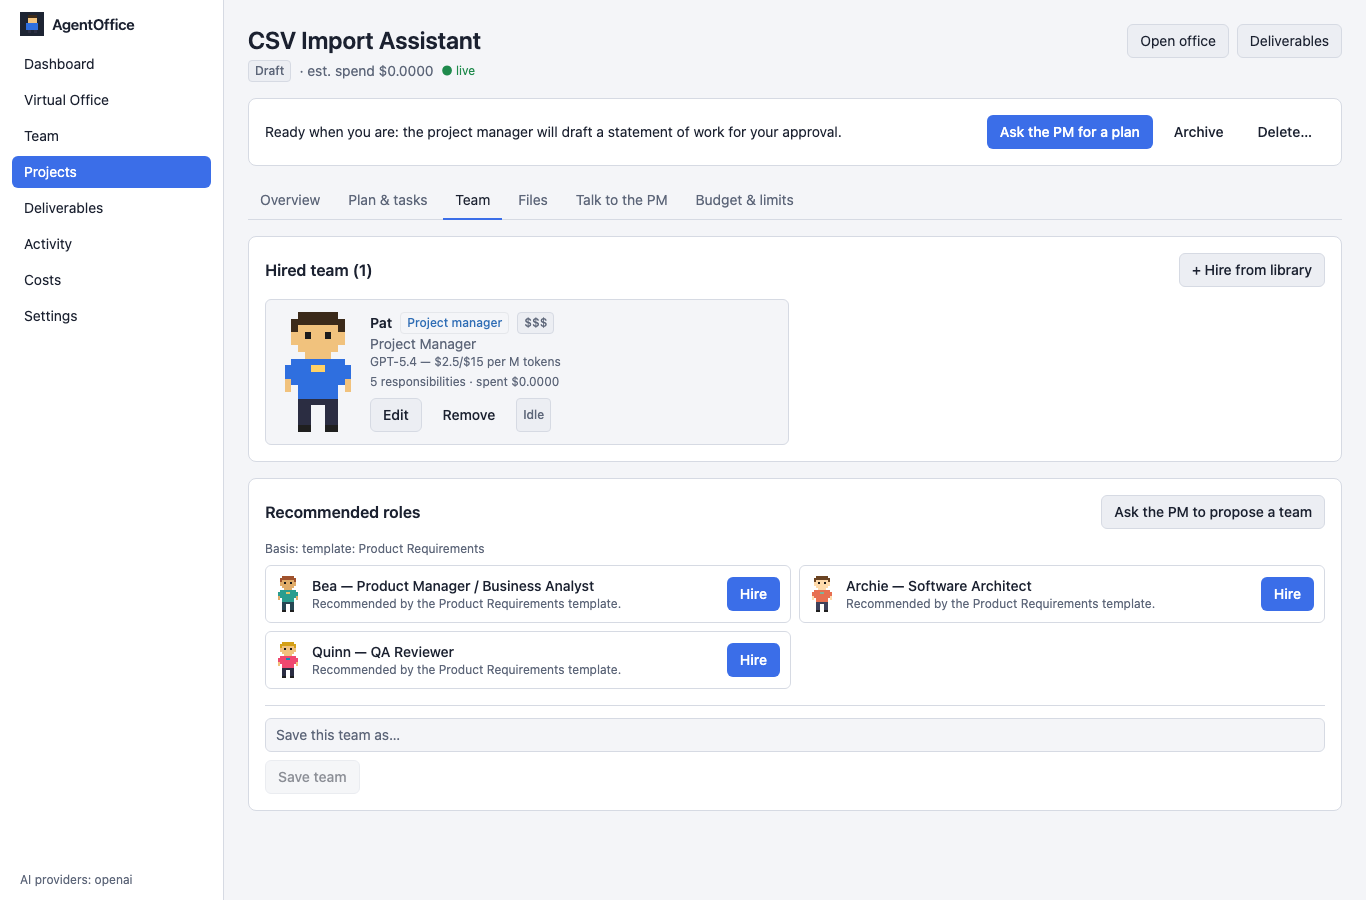 AgentOffice
Dashboard
Virtual Office
Team
Projects
Deliverables
Activity
Costs
Settings
AI providers: openai
CSV Import Assistant
Open office
Deliverables
Draft · est. spend $0.0000 live
Ready when you are: the project manager will draft a statement of work for your approval.
Ask the PM for a plan
Archive
Delete...
Overview
Plan & tasks
Team
Files
Talk to the PM
Budget & limits
Hired team (1)
+ Hire from library
Pat Project manager $$$
Project Manager
GPT-5.4 — $2.5/$15 per M tokens
5 responsibilities · spent $0.0000
Edit
Remove
Idle
Recommended roles
Ask the PM to propose a team
Basis: template: Product Requirements
Bea — Product Manager / Business Analyst
Recommended by the Product Requirements template.
Hire
Archie — Software Architect
Recommended by the Product Requirements template.
Hire
Quinn — QA Reviewer
Recommended by the Product Requirements template.
Hire
Save this team as...
Save team